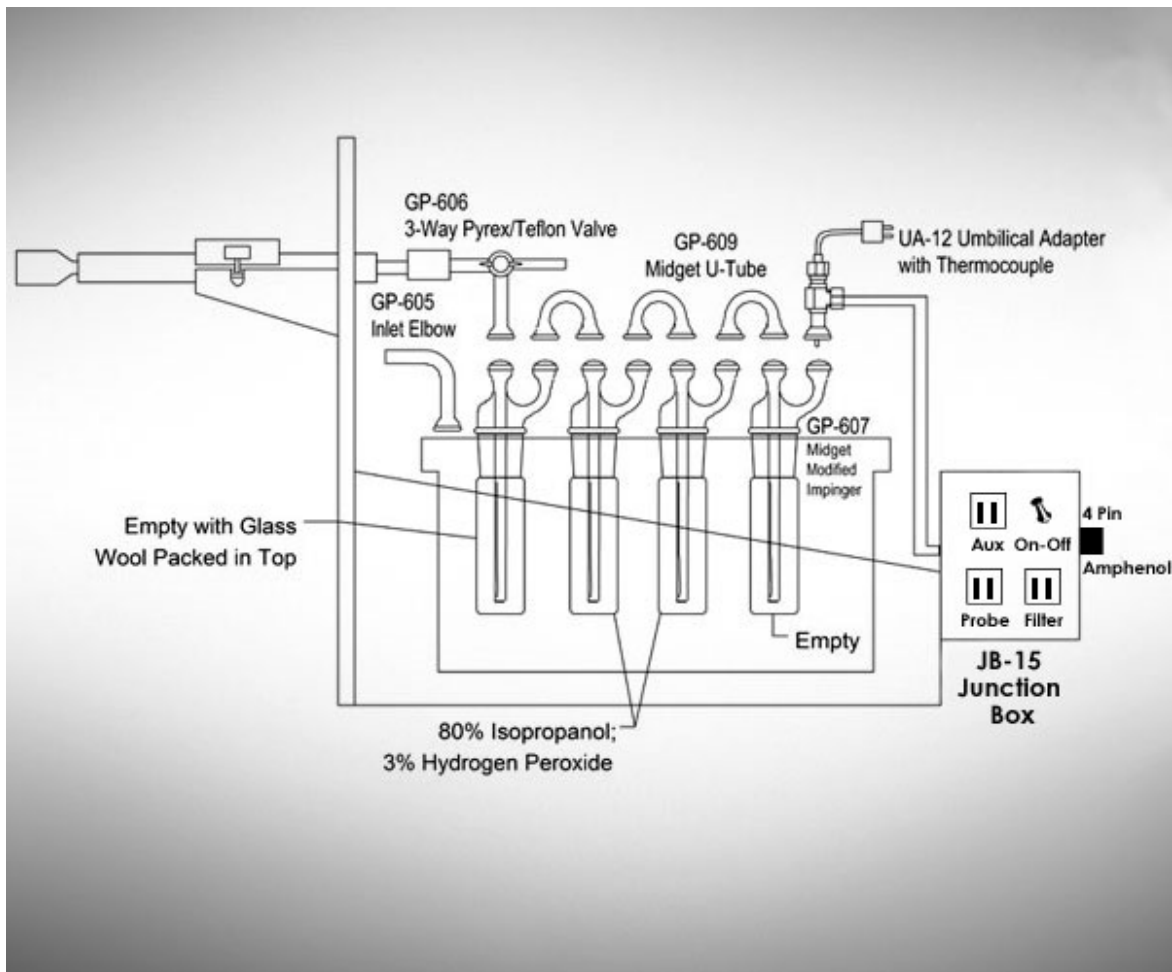 GP-606
3-Way Pyrex/Teflon Valve
GP-609
Midget U-Tube
UA-12 Umbilical Adapter
with Thermocouple
GP-605
Inlet Elbow
GP-607
Midget
Modified
Impinger
Empty with Glass
Wool Packed in Top
Aux On-Off
4 Pin
Amphenol
Probe Filter
Empty
JB-15
Junction
Box
80% Isopropanol;
3% Hydrogen Peroxide